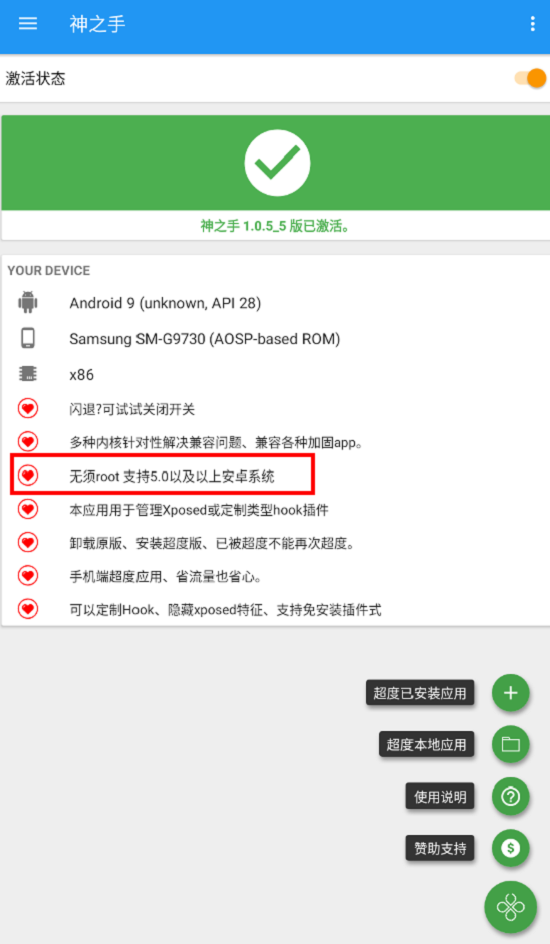 神之手
激活状态
神之手 1.0.5_5 版已激活。
YOUR DEVICE
Android 9 (unknown, API 28)
Samsung SM-G9730 (AOSP-based ROM)
x86
闪退?可试试关闭开关
多种内核针对性解决兼容问题、兼容各种加固app。
无须root 支持5.0以及以上安卓系统
本应用用于管理Xposed或定制类型hook插件
卸载原版、安装超度版、已被超度不能再次超度。
手机端超度应用、省流量也省心。
可以定制Hook、隐藏xposed特征、支持免安装插件式
超度已安装应用
超度本地应用
使用说明
赞助支持